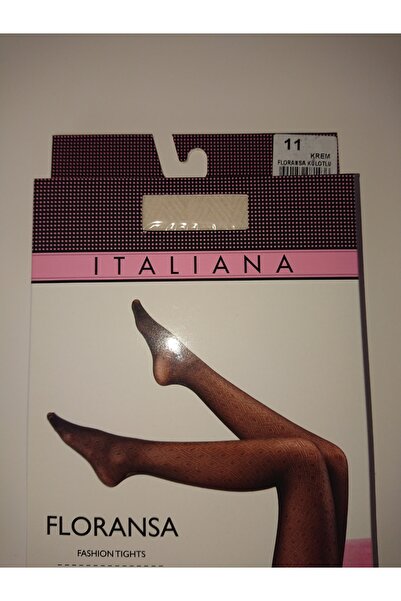 11
KREM
FLORANSA KÜLOTLU
ITALIANA
FLORANSA
FASHION TIGHTS